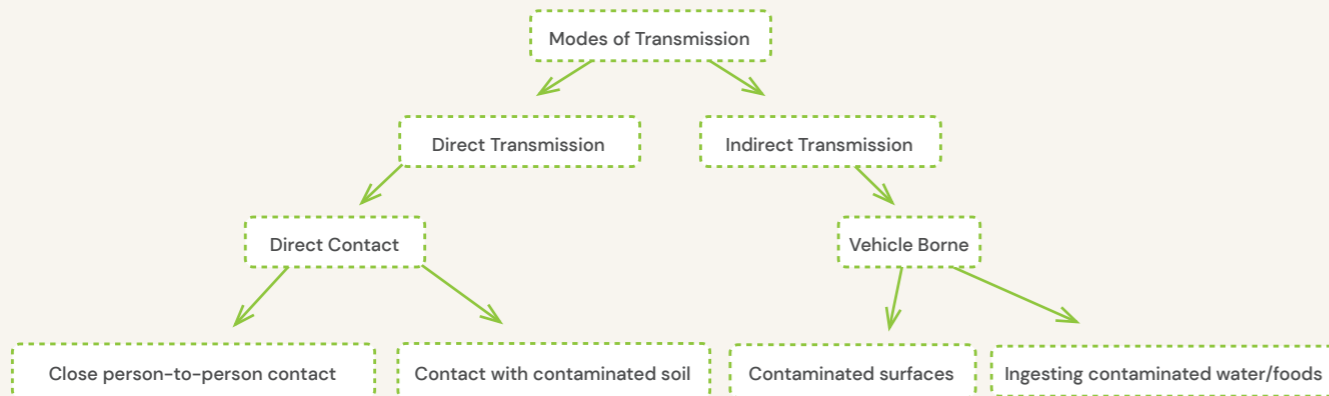 Modes of Transmission
Direct Transmission
Indirect Transmission
Direct Contact
Vehicle Borne
Close person-to-person contact
Contact with contaminated soil
Contaminated surfaces
Ingesting contaminated water/foods